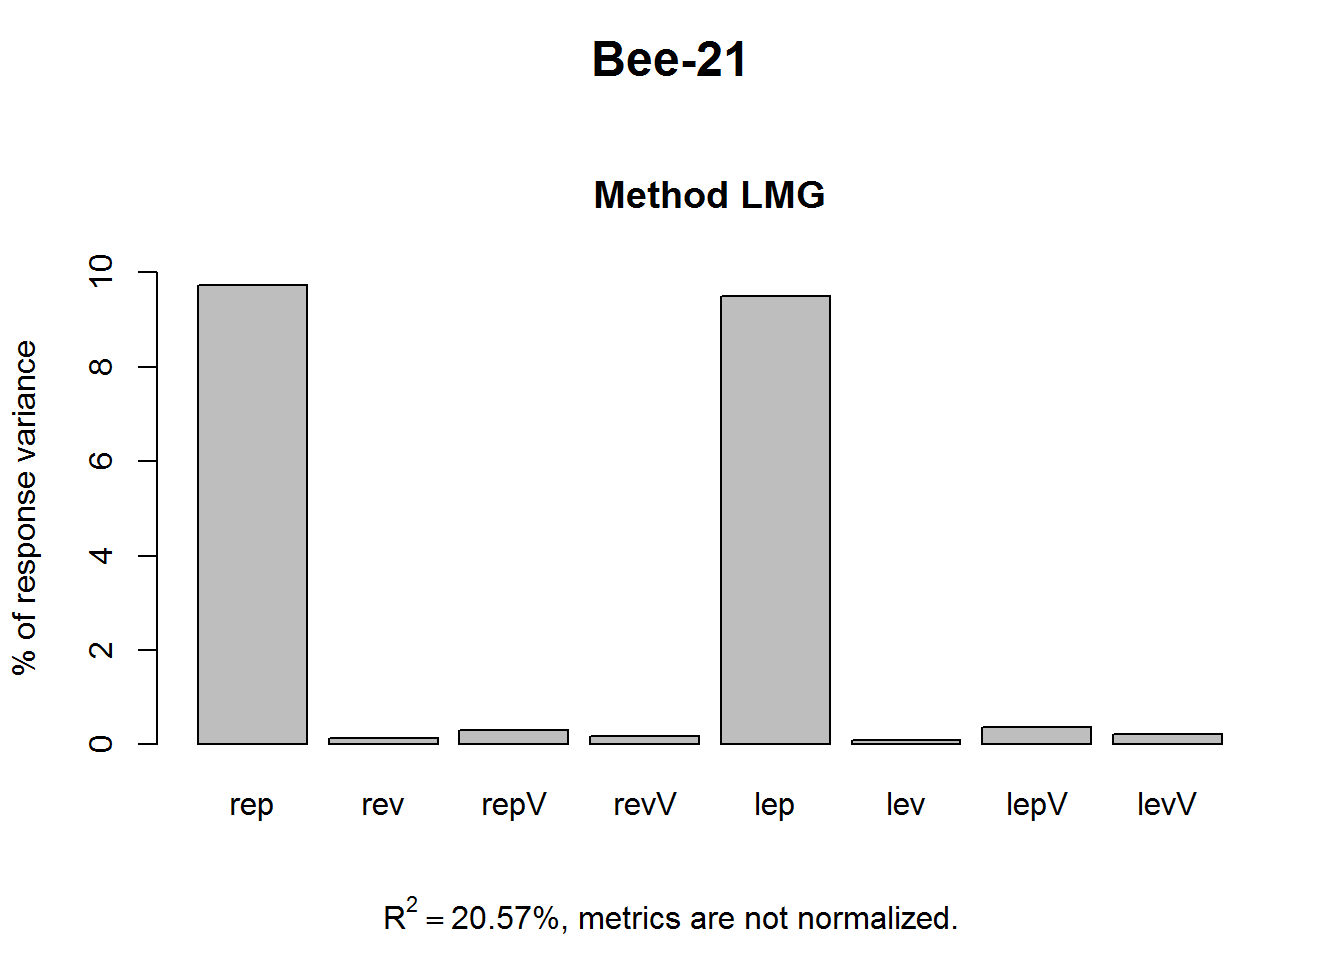 Bee-21
Method LMG
% of response variance
10
8
6
4
2
0
rep rev repV revV lep lev lepV levV
R² = 20.57%, metrics are not normalized.